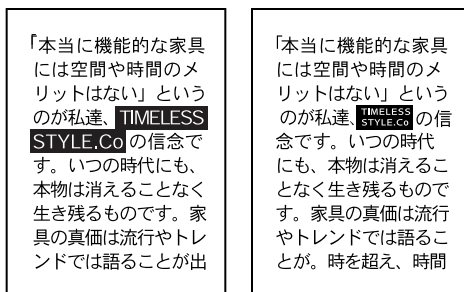 「本当に機能的な家具
には空間や時間のメ
リットはない」という
のが私達、TIMELESS
STYLE.Coの信念で
す。いつの時代にも、
本物は消えることなく
生き残るものです。家
具の真価は流行やトレ
ンドでは語ることが出
「本当に機能的な家具
には空間や時間のメ
リットはない」という
のが私達、TIMELESS STYLE.Coの信
念です。いつの時代
にも、本物は消えるこ
となく生き残るもので
す。家具の真価は流行
やトレンドでは語るこ
とが。時を超え、時間